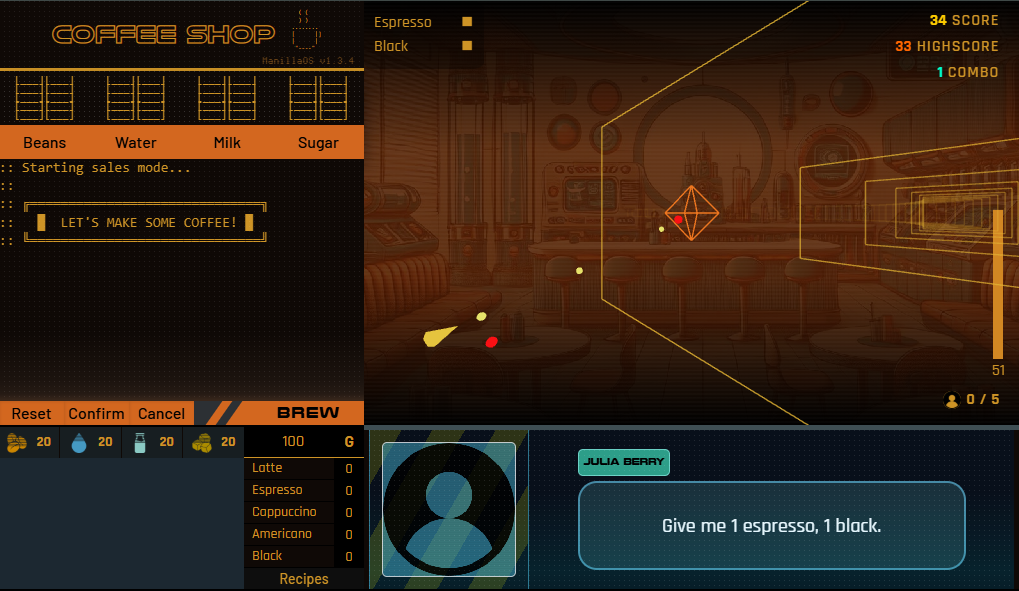 COFFEE SHOP
ManillaOS v1.3.4
Beans Water Milk Sugar
:: Starting sales mode...
::
::
:: LET'S MAKE SOME COFFEE!
::
Reset Confirm Cancel BREW
20 20 20 20
100 G
Latte 0
Espresso 0
Cappuccino 0
Americano 0
Black 0
Recipes
Espresso
Black
34 SCORE
33 HIGHSCORE
1 COMBO
51
0 / 5
JULIA BERRY
Give me 1 espresso, 1 black.